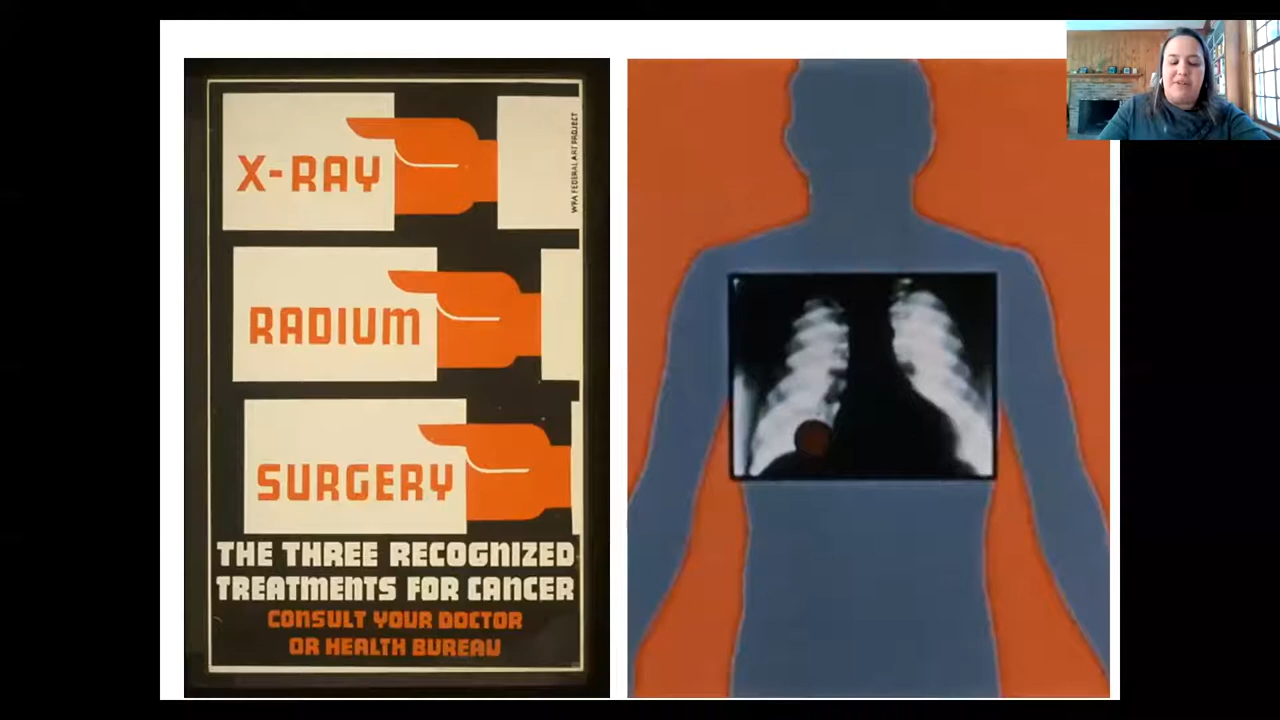 X-RAY
WPA FEDERAL ART PROJECT
RADIUM
SURGERY
THE THREE RECOGNIZED
TREATMENTS FOR CANCER
CONSULT YOUR DOCTOR
OR HEALTH BUREAU